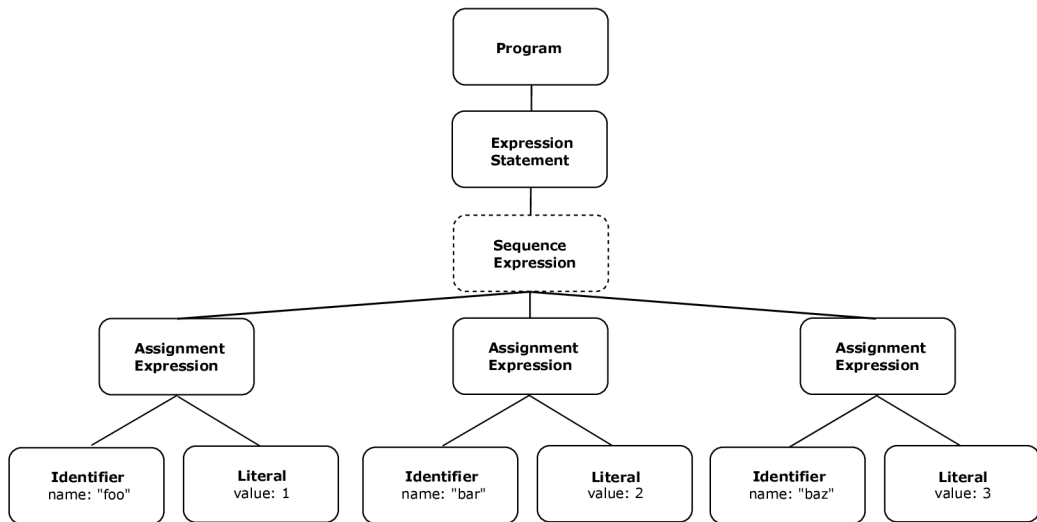 Program
Expression
Statement
Sequence
Expression
Assignment
Expression
Assignment
Expression
Assignment
Expression
Identifier
name: "foo"
Literal
value: 1
Identifier
name: "bar"
Literal
value: 2
Identifier
name: "baz"
Literal
value: 3